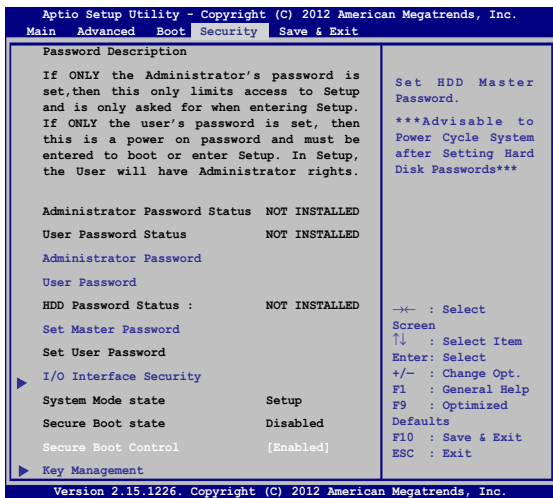 Aptio Setup Utility - Copyright (C) 2012 American Megatrends, Inc.
Main Advanced Boot Security Save & Exit
Password Description
If ONLY the Administrator's password is
set,then this only limits access to Setup
and is only asked for when entering Setup.
If ONLY the user's password is set, then
this is a power on password and must be
entered to boot or enter Setup. In Setup,
the User will have Administrator rights.
Administrator Password Status NOT INSTALLED
User Password Status NOT INSTALLED
Administrator Password
User Password
HDD Password Status : NOT INSTALLED
Set Master Password
Set User Password
I/O Interface Security
System Mode state Setup
Secure Boot state Disabled
Secure Boot Control [Enabled]
Key Management
Set HDD Master
Password.
***Advisable to
Power Cycle System
after Setting Hard
Disk Passwords***
→← : Select
Screen
↑↓ : Select Item
Enter: Select
+/— : Change Opt.
F1 : General Help
F9 : Optimized
Defaults
F10 : Save & Exit
ESC : Exit
Version 2.15.1226. Copyright (C) 2012 American Megatrends, Inc.